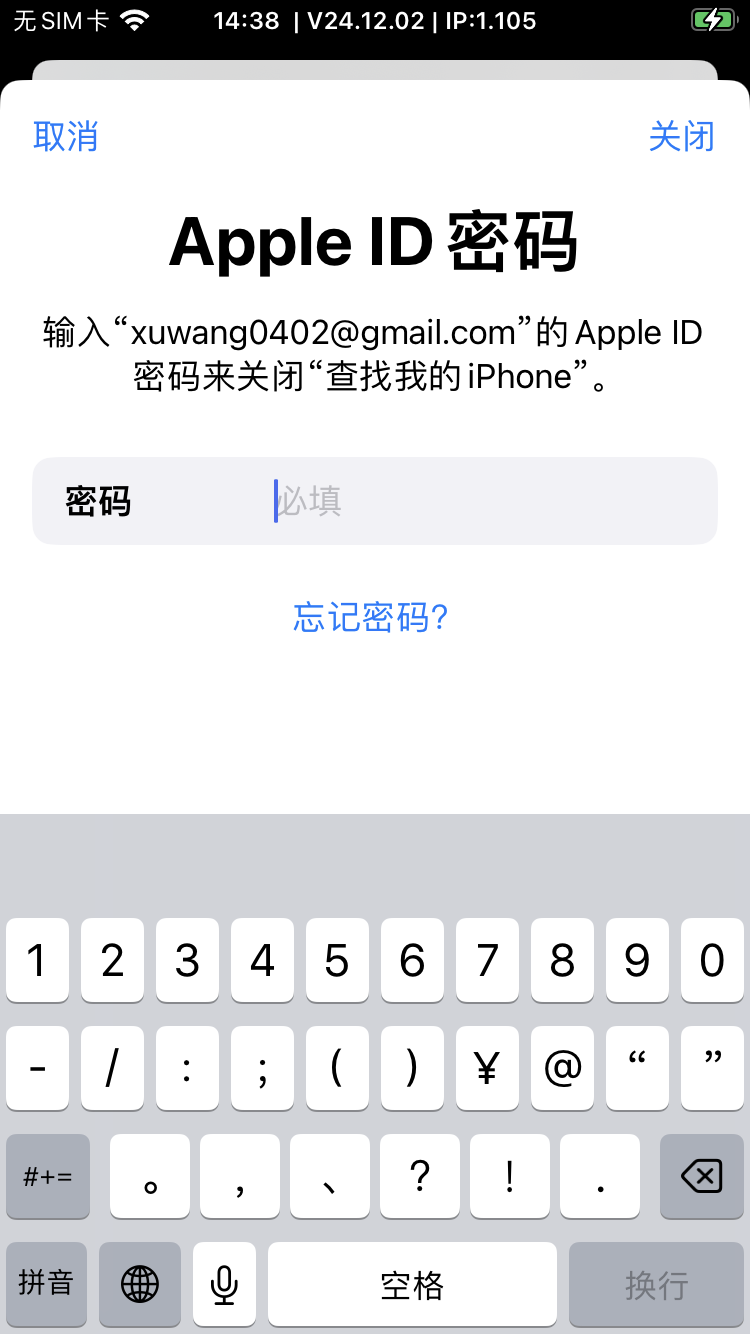 无SIM卡 14:38 | V24.12.02 | IP:1.105
取消 关闭
Apple ID 密码
输入“xuwang0402@gmail.com”的 Apple ID
密码来关闭“查找我的 iPhone”。
密码 必填
忘记密码?
1 2 3 4 5 6 7 8 9 0
- / : ; ( ) ¥ @ “ ”
#+= 。 , 、 ? ! .
拼音 空格 换行